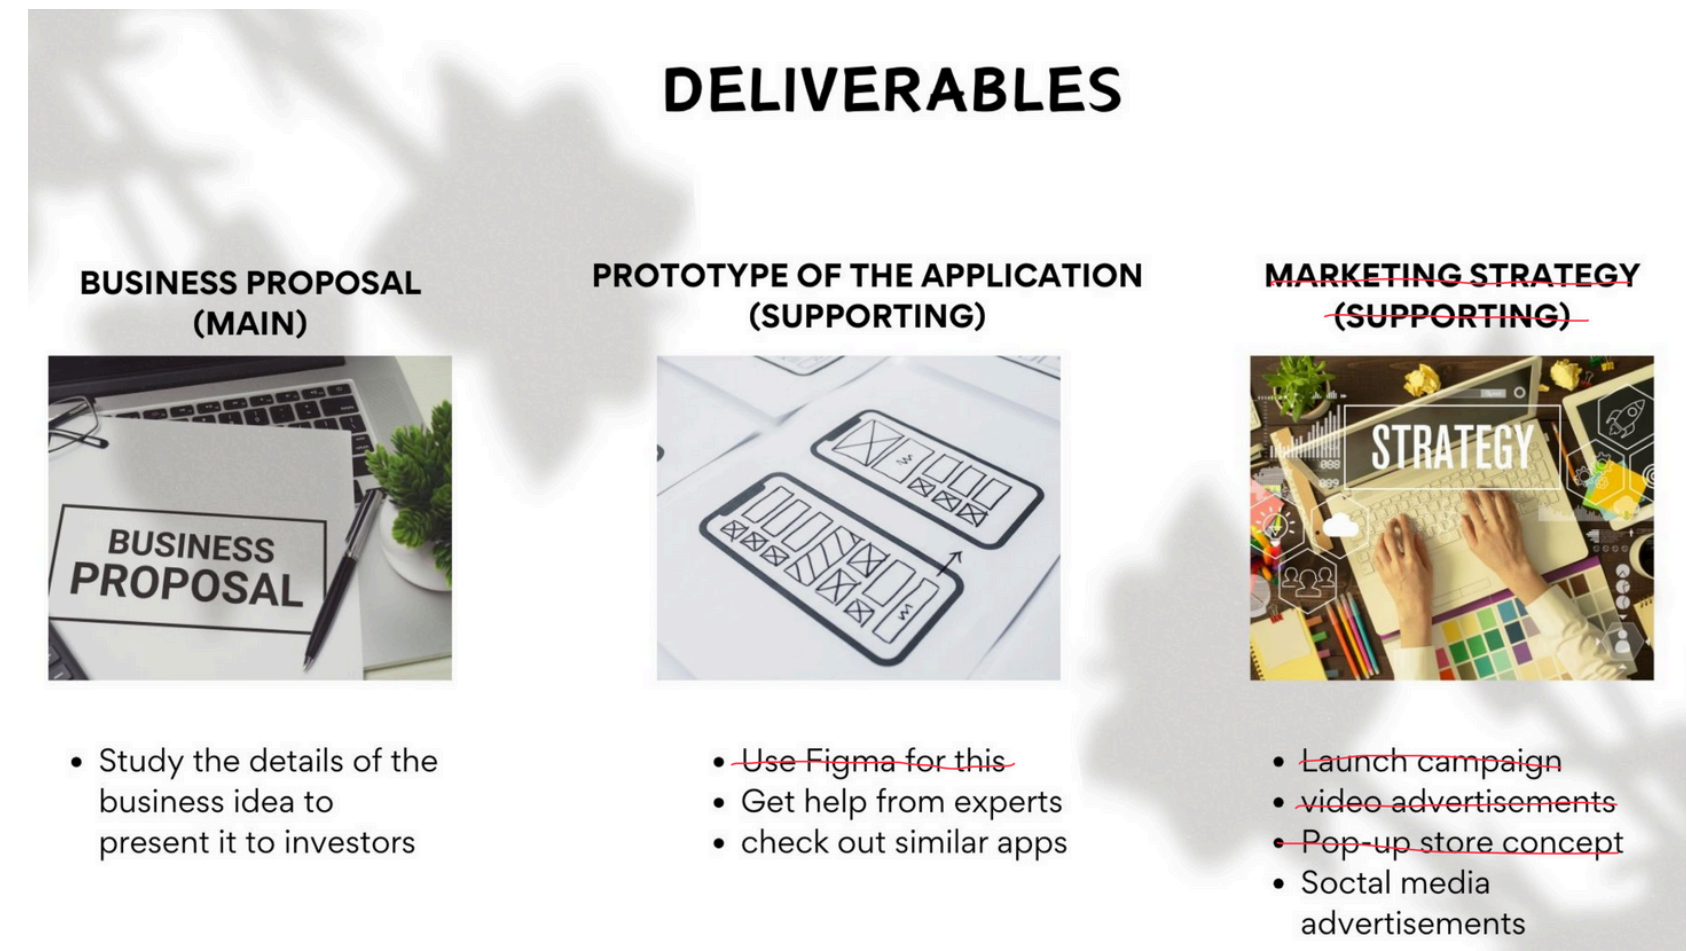 DELIVERABLES
BUSINESS PROPOSAL
(MAIN)
BUSINESS
PROPOSAL
Study the details of the
business idea to
present it to investors
PROTOTYPE OF THE APPLICATION
(SUPPORTING)
Use Figma for this
Get help from experts
check out similar apps
MARKETING STRATEGY
(SUPPORTING)
STRATEGY
Launch campaign
video advertisements
Pop-up store concept
Soctal media
advertisements